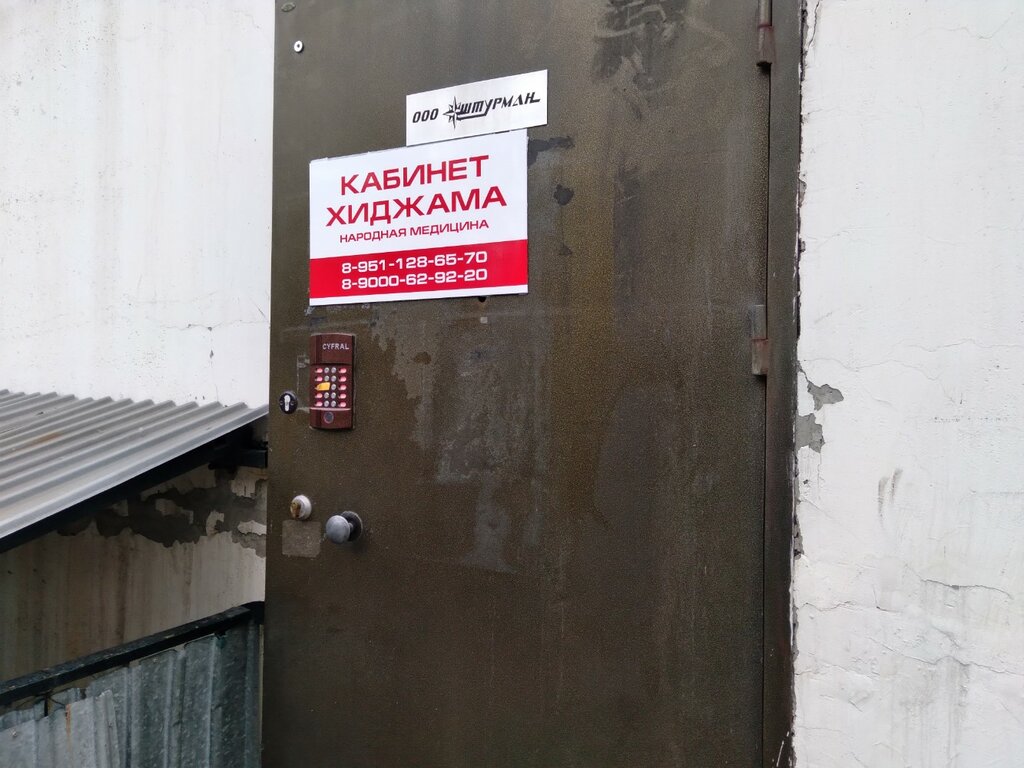 ООО ШТУРМАН
КАБИНЕТ
ХИДЖАМА
НАРОДНАЯ МЕДИЦИНА
8-951-128-65-70
8-9000-62-92-20
CYFRAL